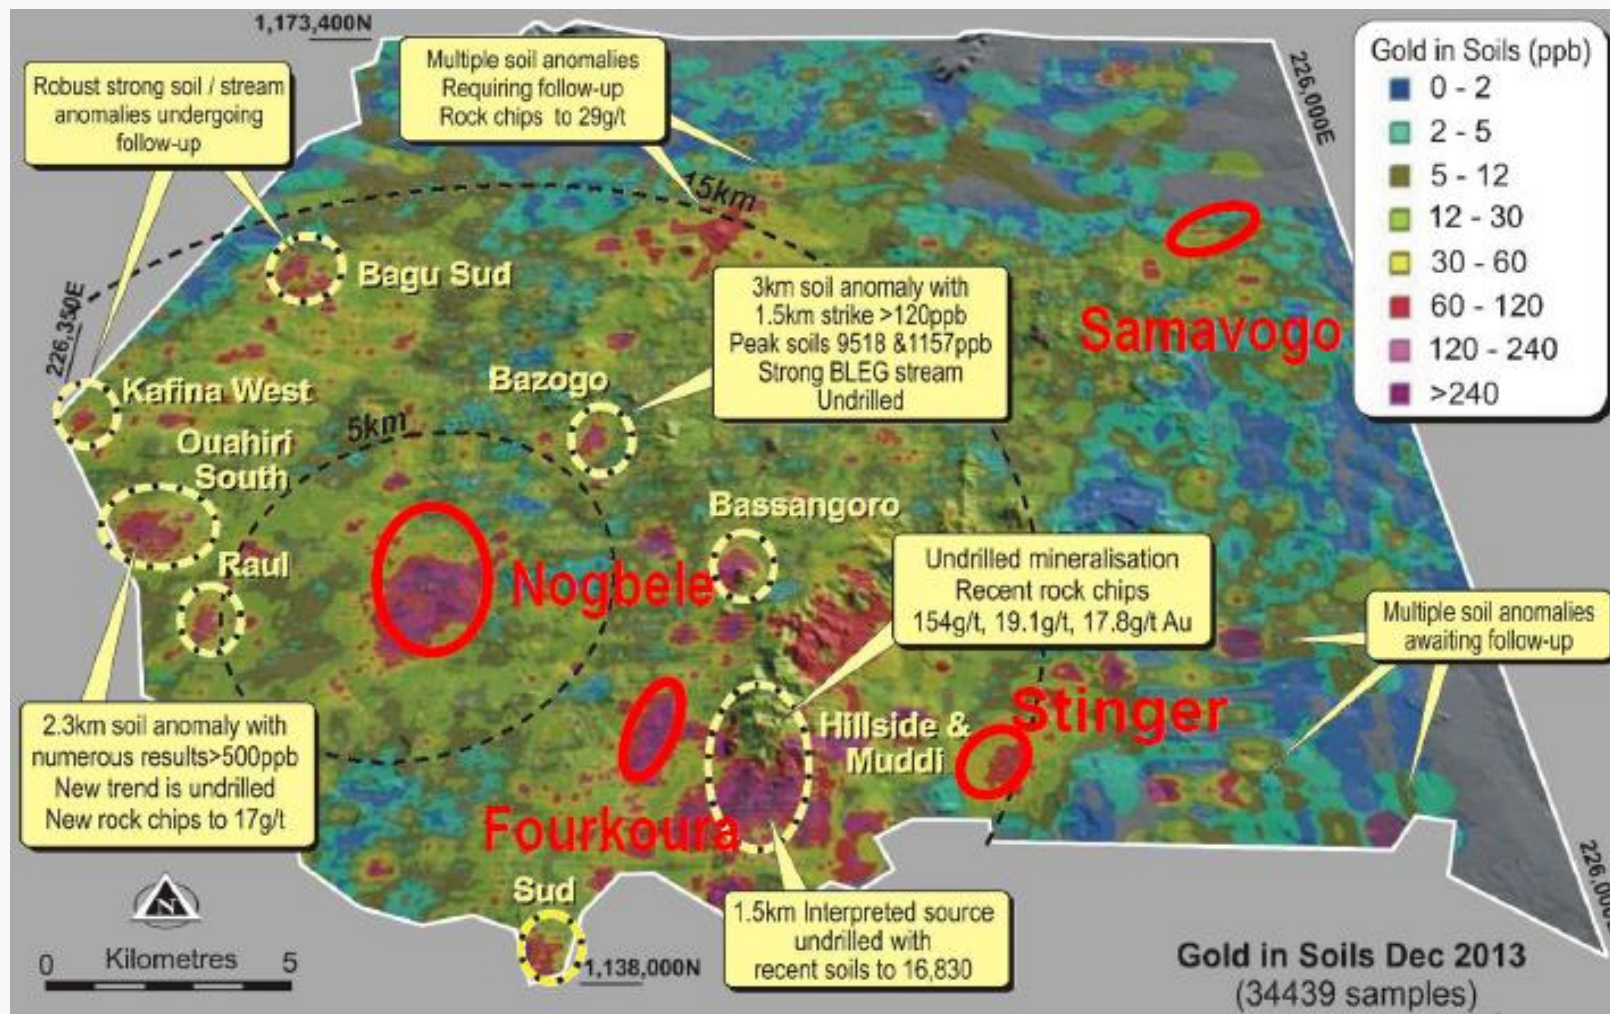 1,173,400N
Multiple soil anomalies
Requiring follow-up
Rock chips to 29g/t
Robust strong soil / stream
anomalies undergoing
follow-up
226,000E
Gold in Soils (ppb)
0 - 2
2 - 5
5 - 12
12 - 30
30 - 60
60 - 120
120 - 240
>240
15km
Bagu Sud
226,350E
3km soil anomaly with
1.5km strike >120ppb
Peak soils 9518 &1157ppb
Strong BLEG stream
Undrilled
Samavogo
Kafina West
Bazogo
5km
Ouahiri
South
Bassangoro
Raul
Nogbele
Undrilled mineralisation
Recent rock chips
154g/t, 19.1g/t, 17.8g/t Au
Multiple soil anomalies
awaiting follow-up
2.3km soil anomaly with
numerous results>500ppb
New trend is undrilled
New rock chips to 17g/t
Hillside &
Muddi
Stinger
Fourkoura
Sud
1.5km Interpreted source
undrilled with
recent soils to 16,830
1,138,000N
N
Kilometres
0 5
Gold in Soils Dec 2013
(34439 samples)